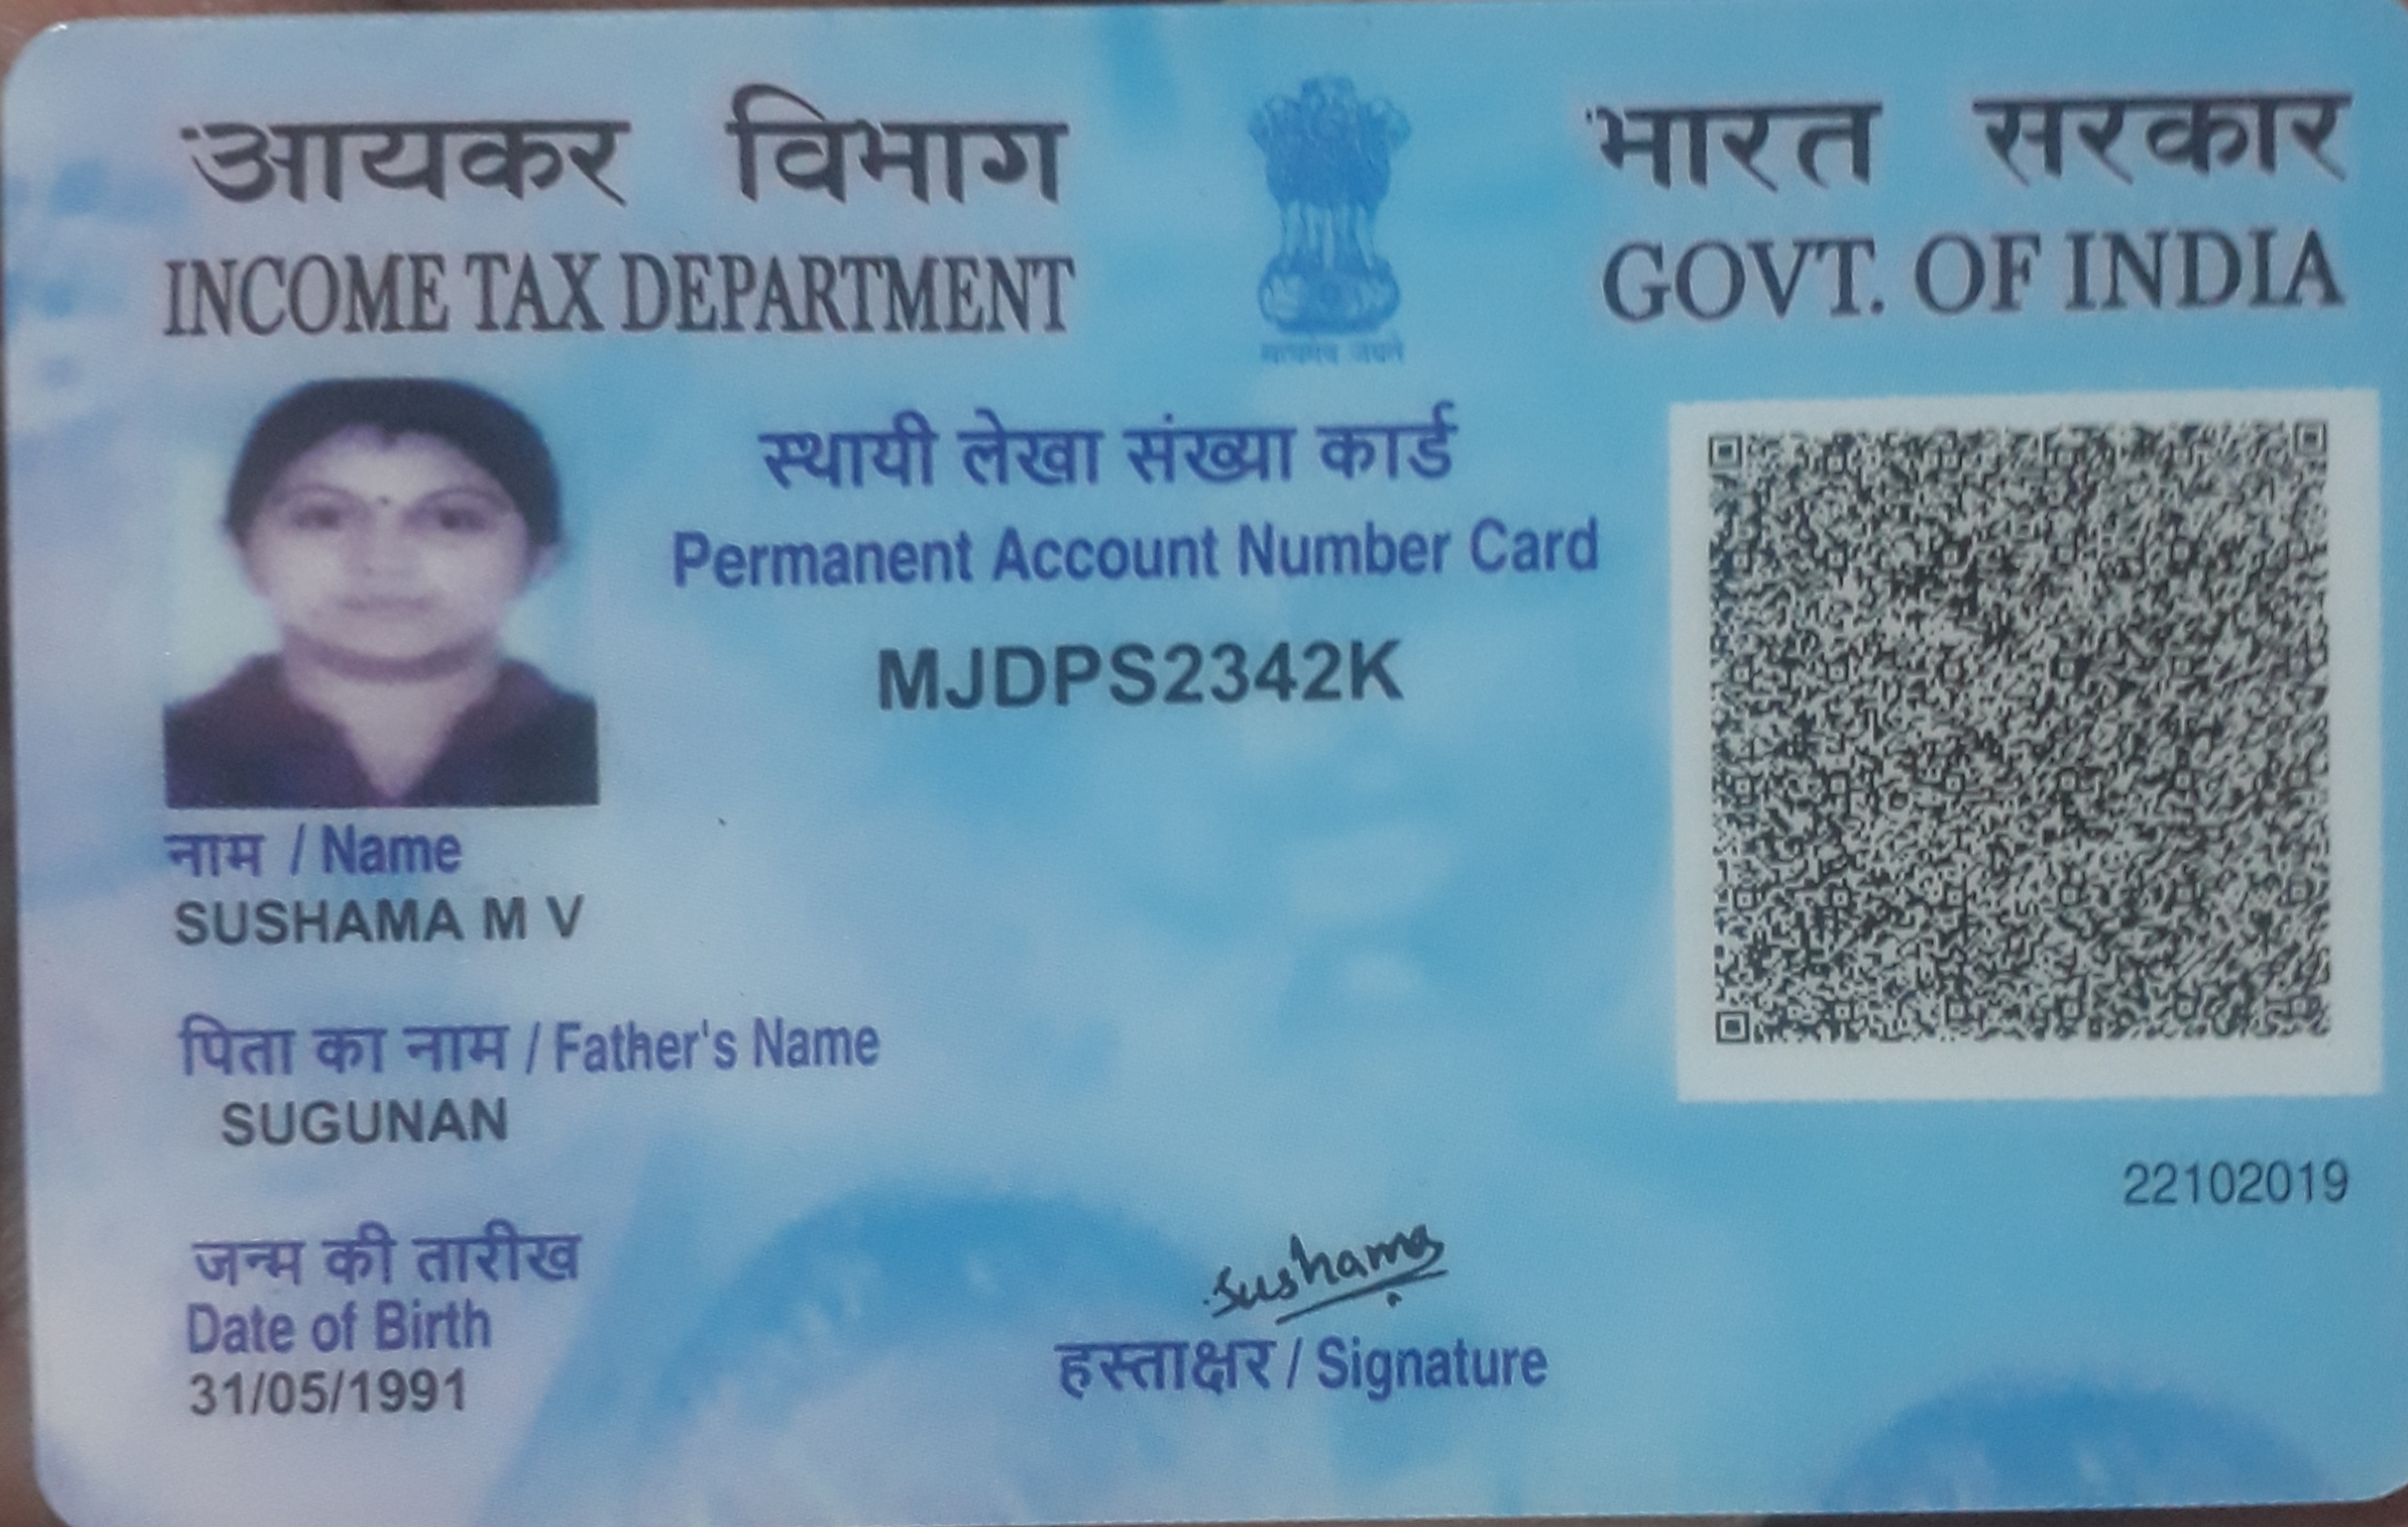 आयकर विभाग
INCOME TAX DEPARTMENT
सत्यमेव जयते
भारत सरकार
GOVT. OF INDIA
स्थायी लेखा संख्या कार्ड
Permanent Account Number Card
MJDPS2342K
नाम / Name
SUSHAMA M V
पिता का नाम / Father's Name
SUGUNAN
22102019
जन्म की तारीख
Date of Birth
31/05/1991
Sushama
हस्ताक्षर / Signature